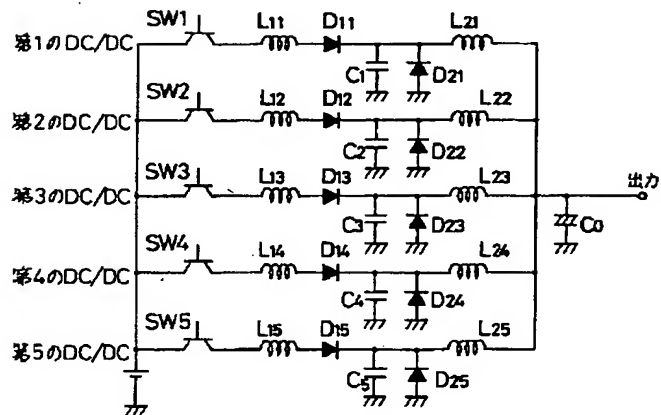 SW1 L11 D11 L21
第1のDC/DC
C1 D21
SW2 L12 D12 L22
第2のDC/DC
C2 D22
SW3 L13 D13 L23
第3のDC/DC 出力
C3 D23 C0
SW4 L14 D14 L24
第4のDC/DC
C4 D24
SW5 L15 D15 L25
第5のDC/DC
C5 D25